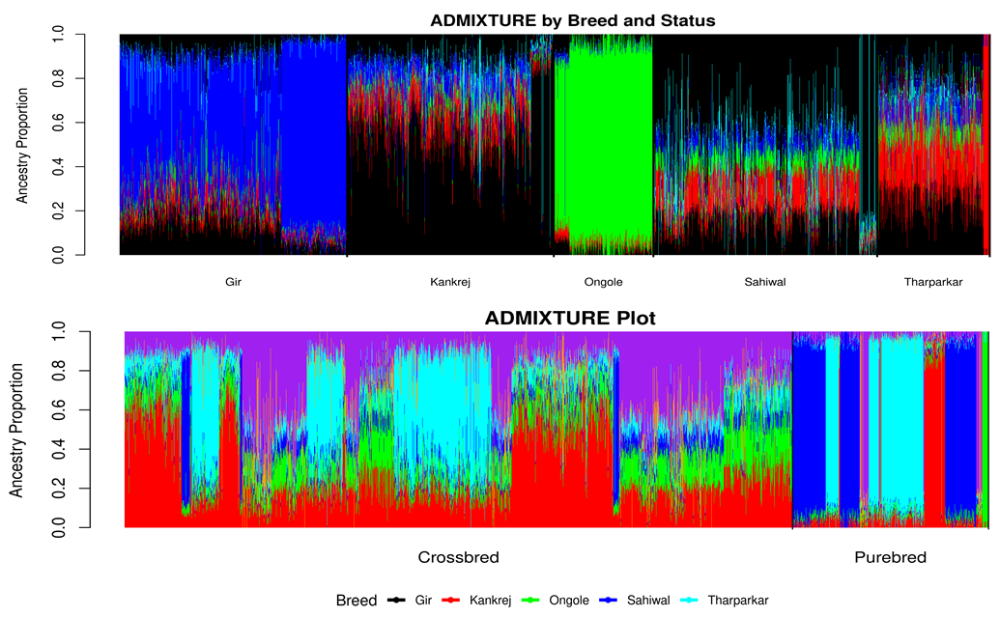 ADMIXTURE by Breed and Status
Ancestry Proportion
0.0 0.2 0.4 0.6 0.8 1.0
Gir Kankrej Ongole Sahiwal Tharparkar
ADMIXTURE Plot
Ancestry Proportion
0.0 0.2 0.4 0.6 0.8 1.0
Crossbred Purebred
Breed Gir Kankrej Ongole Sahiwal Tharparkar